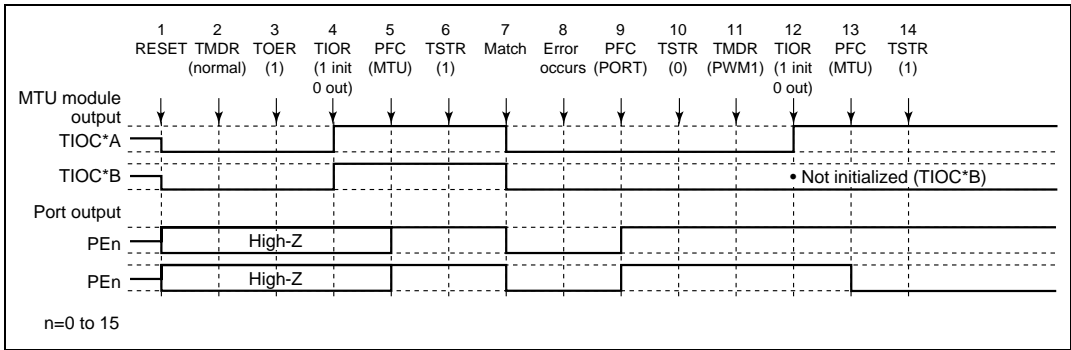 1 2 3 4 5 6 7 8 9 10 11 12 13 14
RESET TMDR TOER TIOR PFC TSTR Match Error PFC TSTR TMDR TIOR PFC TSTR
(normal) (1) (1 init (MTU) (1) occurs (PORT) (0) (PWM1) (1 init (MTU) (1)
0 out) 0 out)
MTU module
output
TIOC*A
TIOC*B • Not initialized (TIOC*B)
Port output
PEn High-Z
PEn High-Z
n=0 to 15